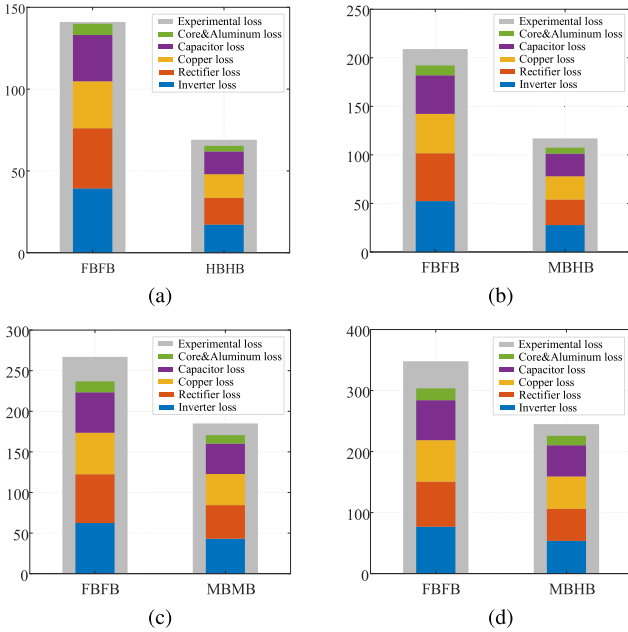 150
100
50
0
Experimental loss
Core&Aluminum loss
Capacitor loss
Copper loss
Rectifier loss
Inverter loss
FBFB HBHB
(a)
250
200
150
100
50
0
Experimental loss
Core&Aluminum loss
Capacitor loss
Copper loss
Rectifier loss
Inverter loss
FBFB MBHB
(b)
300
250
200
150
100
50
0
Experimental loss
Core&Aluminum loss
Capacitor loss
Copper loss
Rectifier loss
Inverter loss
FBFB MBMB
(c)
400
300
200
100
0
Experimental loss
Core&Aluminum loss
Capacitor loss
Copper loss
Rectifier loss
Inverter loss
FBFB MBHB
(d)